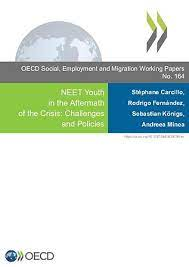 OECD Social, Employment and Migration Working Papers
No. 164
NEET Youth
in the Aftermath
of the Crisis: Challenges
and Policies
Stéphane Carcillo,
Rodrigo Fernández,
Sebastian Königs,
Andreea Minea
OECD